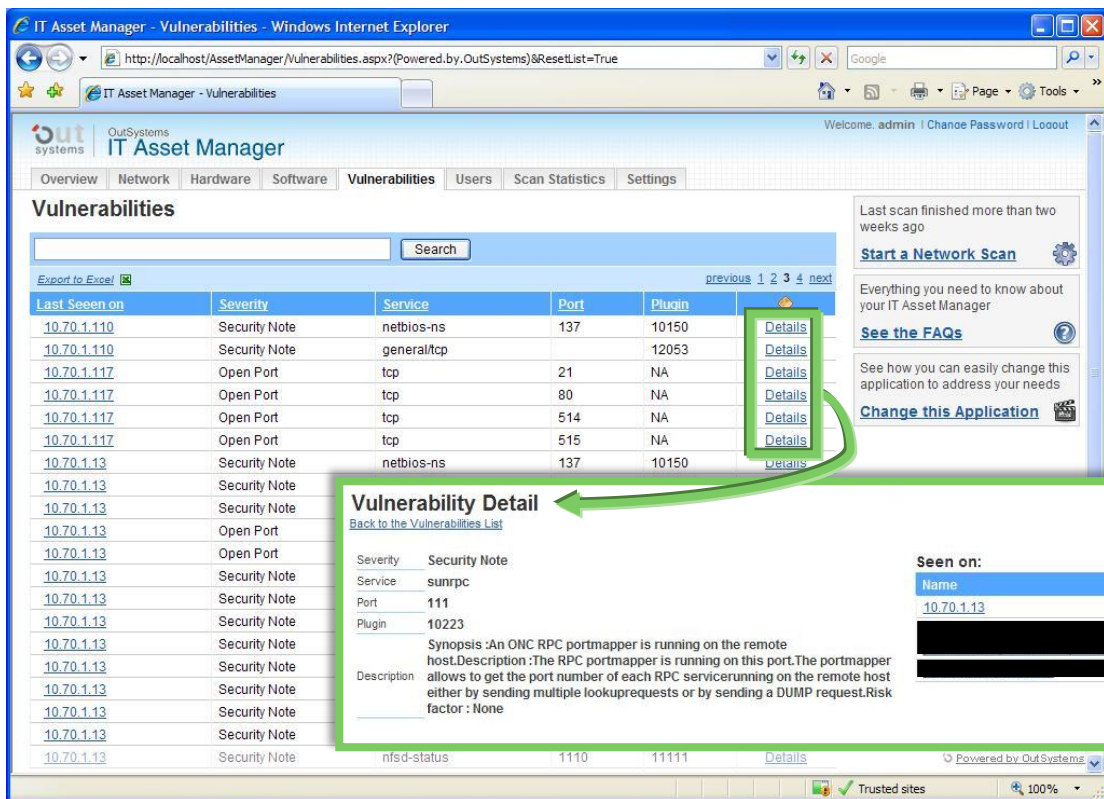 IT Asset Manager - Vulnerabilities - Windows Internet Explorer
http://localhost/AssetManager/Vulnerabilities.aspx?(Powered.by.OutSystems)&ResetList=True
Google
IT Asset Manager - Vulnerabilities
Page
Tools
»
Welcome, admin | Change Password | Logout
out systems
OutSystems
IT Asset Manager
Overview Network Hardware Software Vulnerabilities Users Scan Statistics Settings
Vulnerabilities
Search
Export to Excel
previous 1 2 3 4 next
Last Seeen on Severity Service Port Plugin
10.70.1.110 Security Note netbios-ns 137 10150 Details
10.70.1.110 Security Note general/tcp 12053 Details
10.70.1.117 Open Port tcp 21 NA Details
10.70.1.117 Open Port tcp 80 NA Details
10.70.1.117 Open Port tcp 514 NA Details
10.70.1.117 Open Port tcp 515 NA Details
10.70.1.13 Security Note netbios-ns 137 10150 Details
10.70.1.13 Security Note
10.70.1.13 Security Note
10.70.1.13 Open Port
10.70.1.13 Open Port
10.70.1.13 Security Note
10.70.1.13 Security Note
10.70.1.13 Security Note
10.70.1.13 Security Note
10.70.1.13 Security Note
10.70.1.13 Security Note
10.70.1.13 Security Note
10.70.1.13 Security Note
10.70.1.13 Security Note nfsd-status 1110 11111 Details
Last scan finished more than two
weeks ago
Start a Network Scan
Everything you need to know about
your IT Asset Manager
See the FAQs
See how you can easily change this
application to address your needs
Change this Application
Vulnerability Detail
Back to the Vulnerabilities List
Severity Security Note
Service sunrpc
Port 111
Plugin 10223
Description Synopsis :An ONC RPC portmapper is running on the remote
host.Description :The RPC portmapper is running on this port.The portmapper
allows to get the port number of each RPC servicerunning on the remote host
either by sending multiple lookuprequests or by sending a DUMP request.Risk
factor : None
Seen on:
Name
10.70.1.13
Powered by OutSystems
Trusted sites
100%